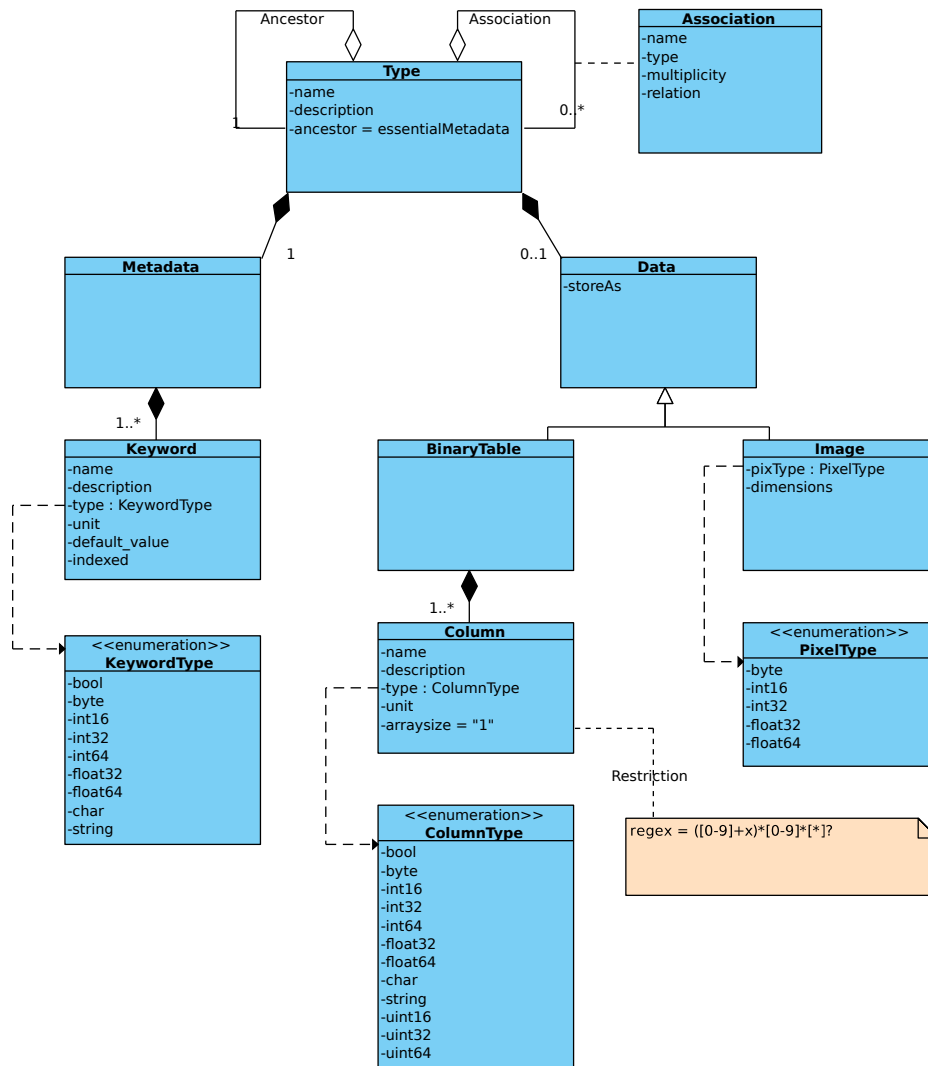 Ancestor
Association
Association
-name
-type
-multiplicity
-relation
Type
-name
-description
-ancestor = essentialMetadata
1
0..*
1
0..1
Metadata
Data
-storeAs
1..*
Keyword
-name
-description
-type : KeywordType
-unit
-default_value
-indexed
BinaryTable
Image
-pixType : PixelType
-dimensions
1..*
Column
-name
-description
-type : ColumnType
-unit
-arraysize = "1"
<<enumeration>>
KeywordType
-bool
-byte
-int16
-int32
-int64
-float32
-float64
-char
-string
<<enumeration>>
PixelType
-byte
-int16
-int32
-float32
-float64
Restriction
regex = ([0-9]+x)*[0-9]*[*]?
<<enumeration>>
ColumnType
-bool
-byte
-int16
-int32
-int64
-float32
-float64
-char
-string
-uint16
-uint32
-uint64